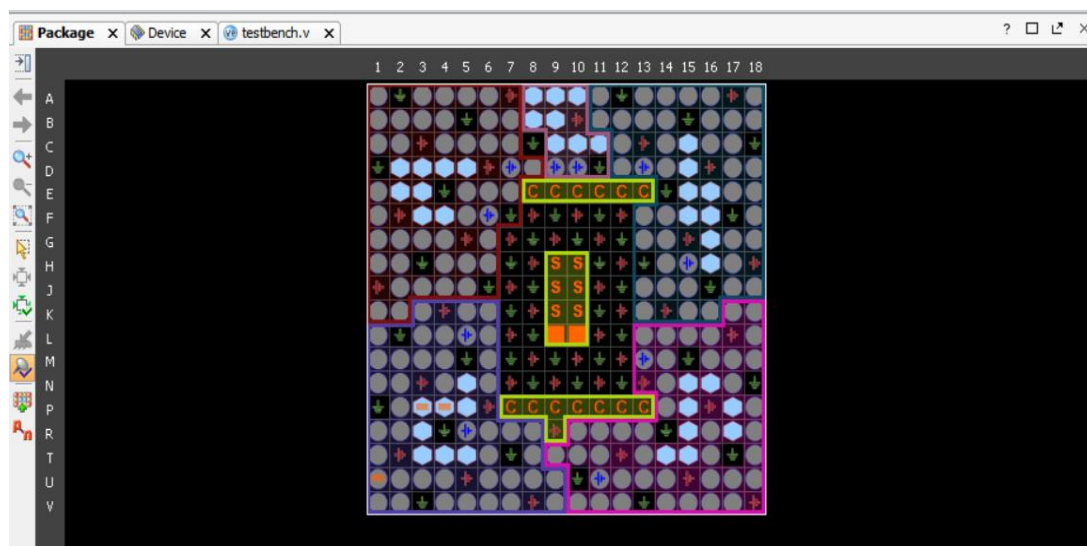 Package X Device X testbench.v X ?
1 2 3 4 5 6 7 8 9 10 11 12 13 14 15 16 17 18
A
B
C
D
E C C C C C C
F
G
H S S
J S S
K S S
L
M
N
P C C C C C C C
R
T
U
V